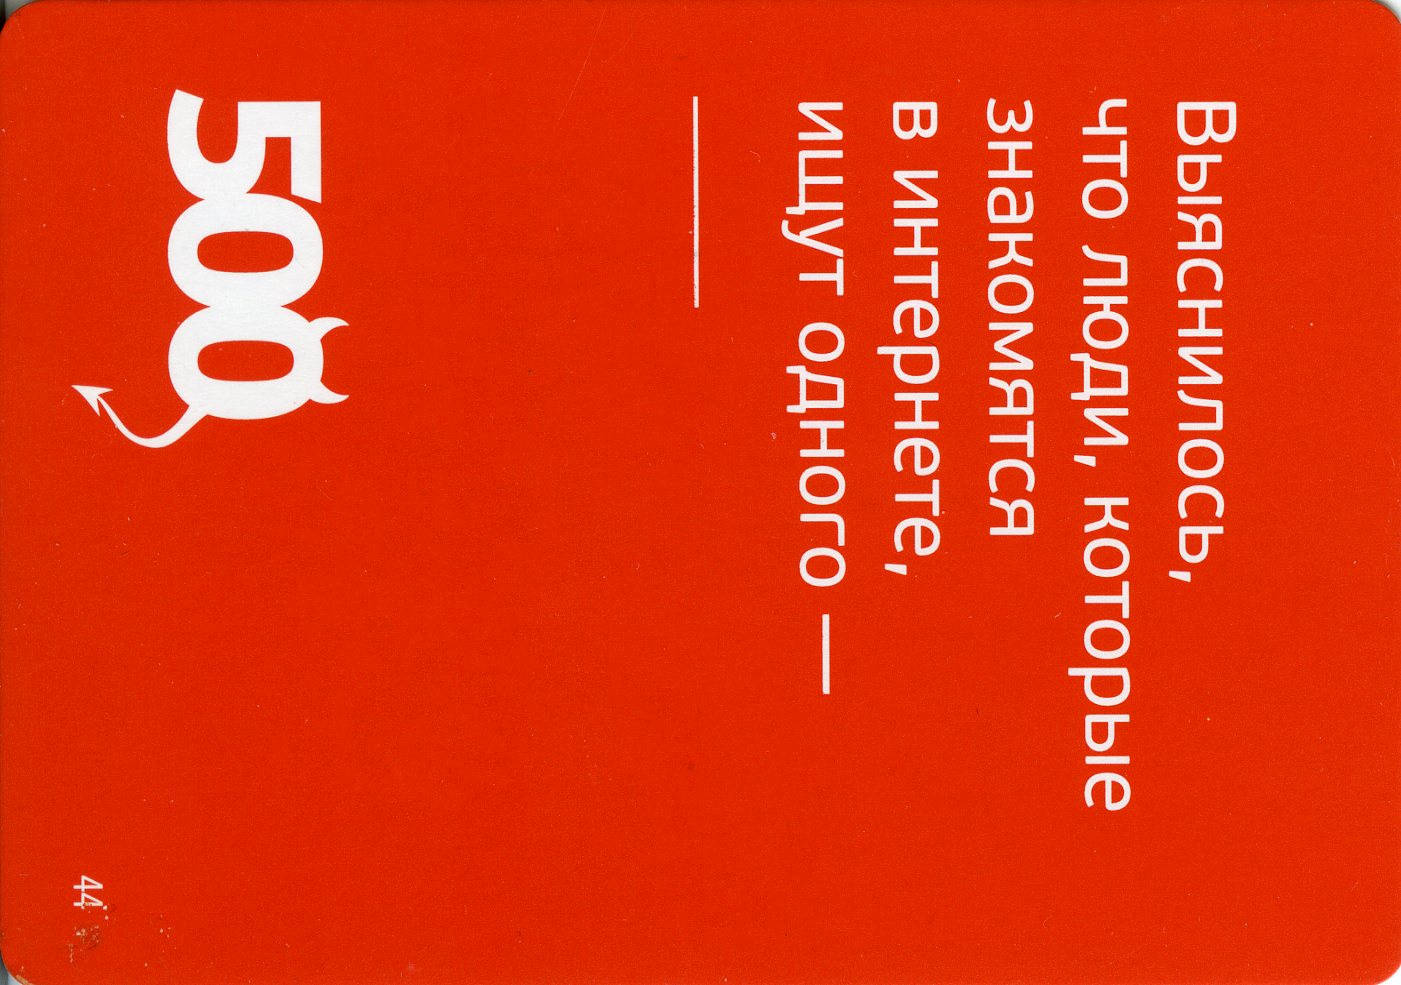 Выяснилось,
что люди, которые
знакомятся
в интернете,
ищут одного —
______
500
44